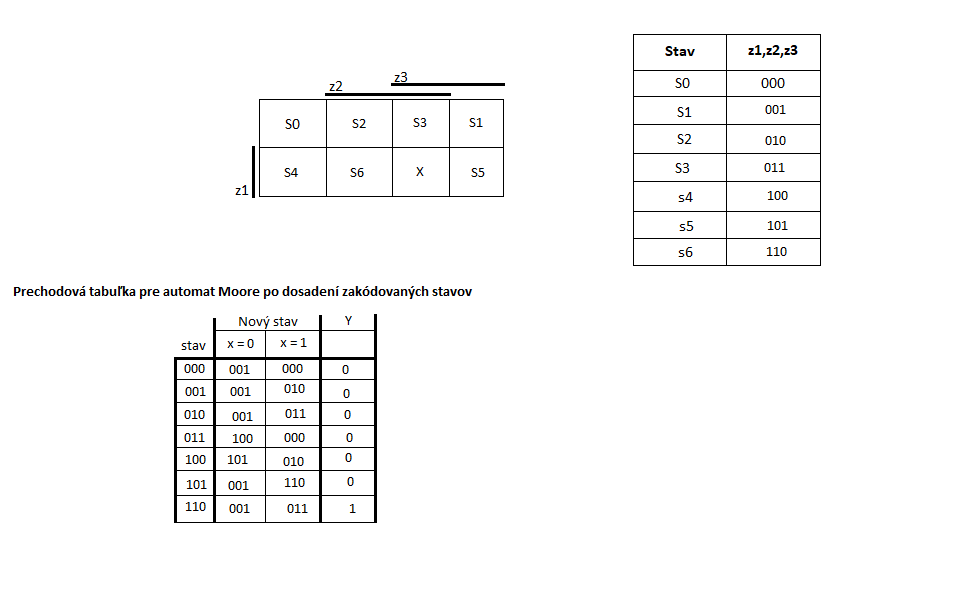 z2
z3
S0 S2 S3 S1
z1
S4 S6 X S5
Stav z1,z2,z3
S0 000
S1 001
S2 010
S3 011
s4 100
s5 101
s6 110
Prechodová tabuľka pre automat Moore po dosadení zakódovaných stavov
Nový stav Y
stav x = 0 x = 1
000 001 000 0
001 001 010 0
010 001 011 0
011 100 000 0
100 101 010 0
101 001 110 0
110 001 011 1